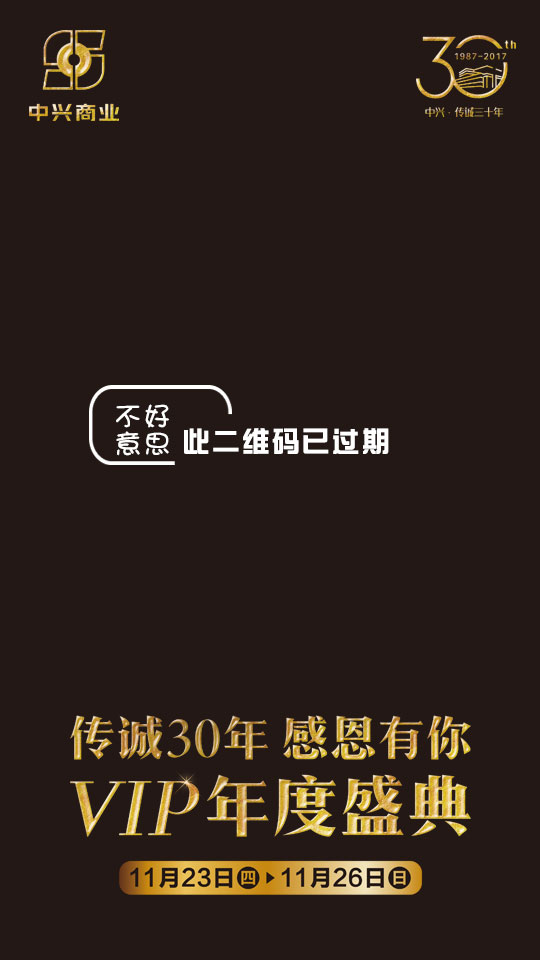 中兴商业
30th
1987-2017
中兴·传诚三十年
不好
意思 此二维码已过期
传诚30年 感恩有你
VIP年度盛典
11月23日四 ▶ 11月26日日